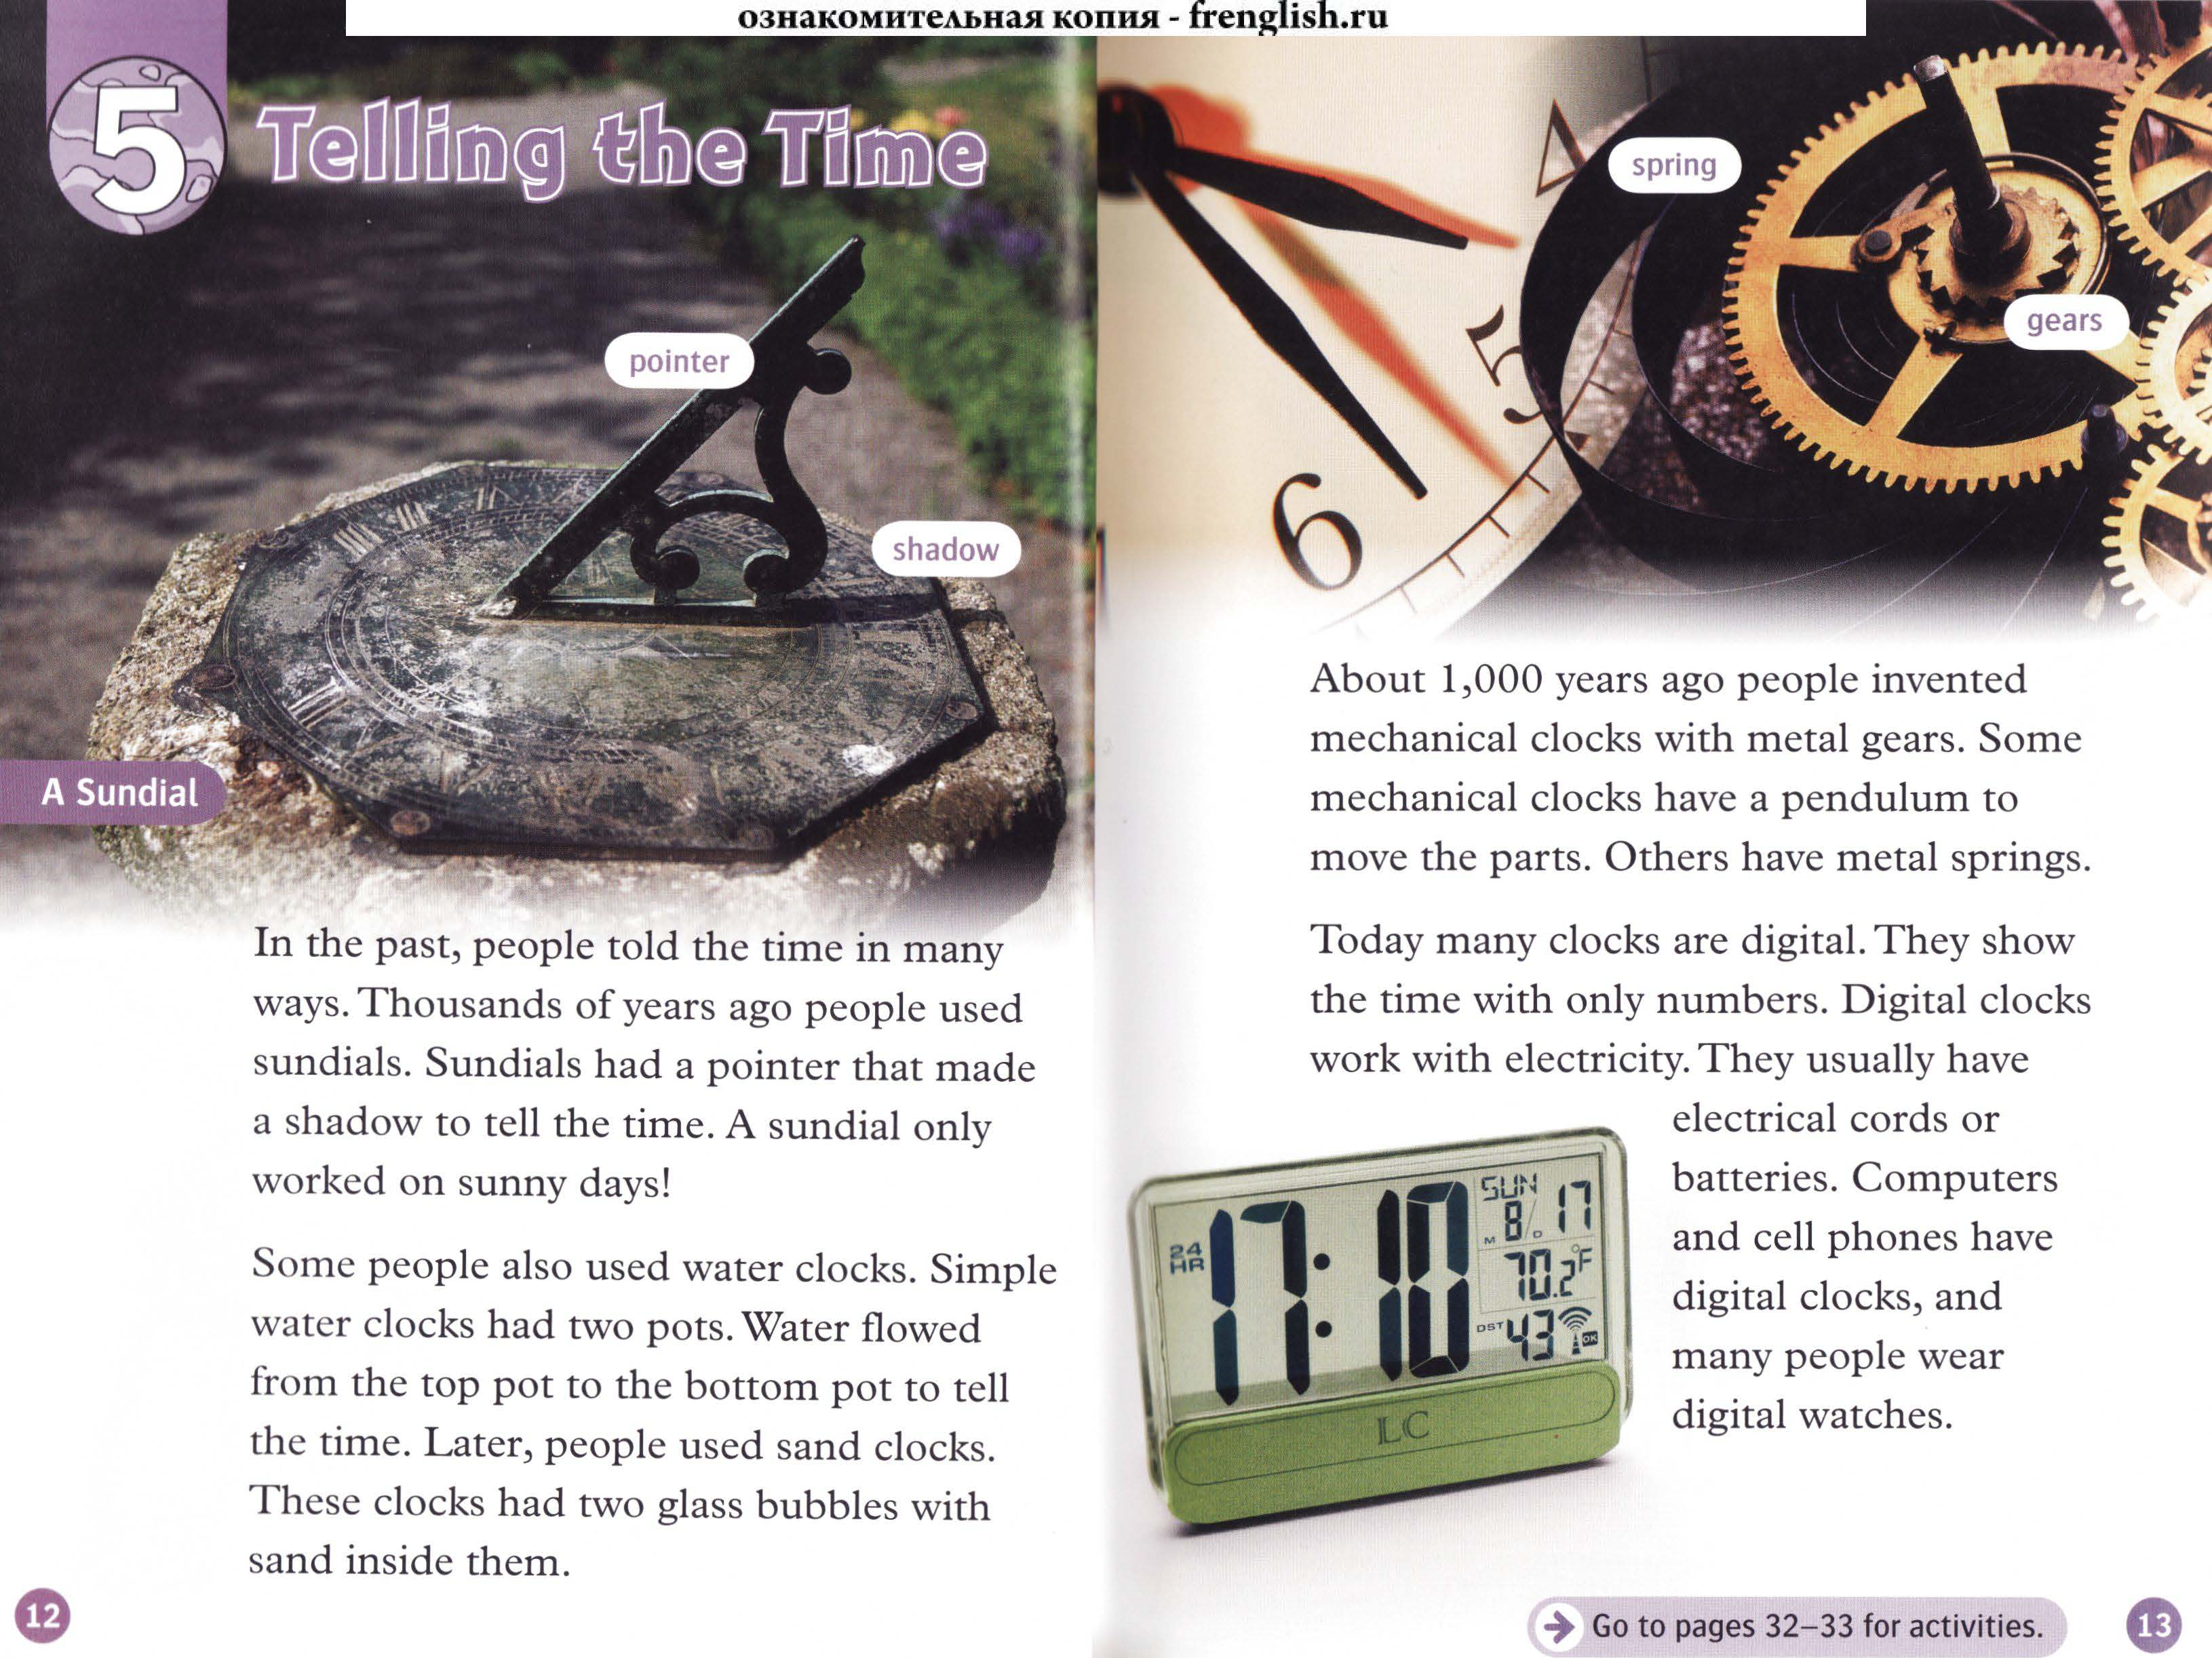 ознакомительная копия - frenglish.ru
5
Telling the Time
pointer
shadow
A Sundial
In the past, people told the time in many
ways. Thousands of years ago people used
sundials. Sundials had a pointer that made
a shadow to tell the time. A sundial only
worked on sunny days!
Some people also used water clocks. Simple
water clocks had two pots. Water flowed
from the top pot to the bottom pot to tell
the time. Later, people used sand clocks.
These clocks had two glass bubbles with
sand inside them.
12
4
5
6
spring
gears
About 1,000 years ago people invented
mechanical clocks with metal gears. Some
mechanical clocks have a pendulum to
move the parts. Others have metal springs.
Today many clocks are digital. They show
the time with only numbers. Digital clocks
work with electricity. They usually have
electrical cords or
batteries. Computers
and cell phones have
digital clocks, and
many people wear
digital watches.
24 HR
17:10
SUN
M 8/D 17
70.2°F
DST 43 OK
LC
Go to pages 32–33 for activities.
13